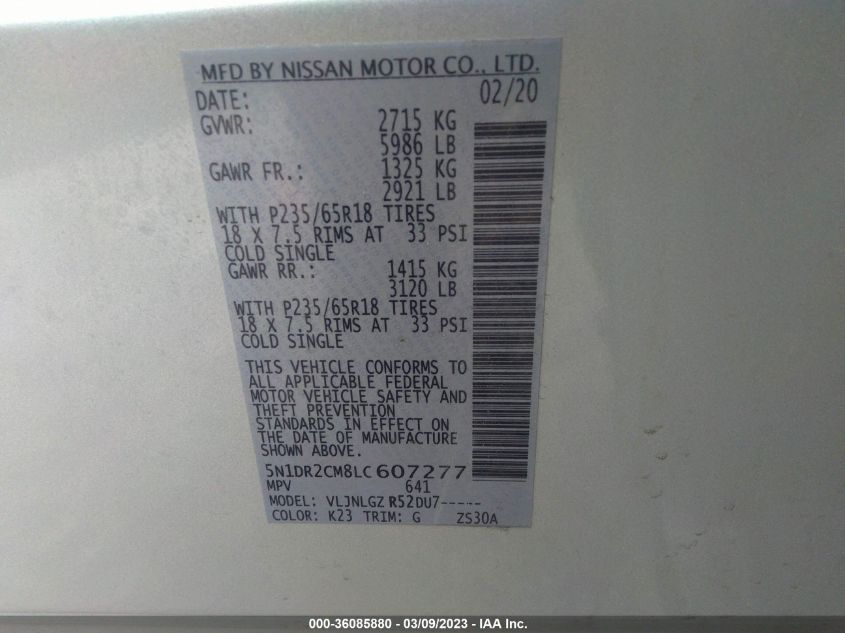 MFD BY NISSAN MOTOR CO., LTD.
DATE: 02/20
GVWR: 2715 KG
5986 LB
GAWR FR.: 1325 KG
2921 LB
WITH P235/65R18 TIRES
18 X 7.5 RIMS AT 33 PSI
COLD SINGLE
GAWR RR.: 1415 KG
3120 LB
WITH P235/65R18 TIRES
18 X 7.5 RIMS AT 33 PSI
COLD SINGLE
THIS VEHICLE CONFORMS TO
ALL APPLICABLE FEDERAL
MOTOR VEHICLE SAFETY AND
THEFT PREVENTION
STANDARDS IN EFFECT ON
THE DATE OF MANUFACTURE
SHOWN ABOVE.
5N1DR2CM8LC607277
MPV 641
MODEL: VLJNLGZ R52DU7-----
COLOR: K23 TRIM: G ZS30A
000-36085880 - 03/09/2023 - IAA Inc.